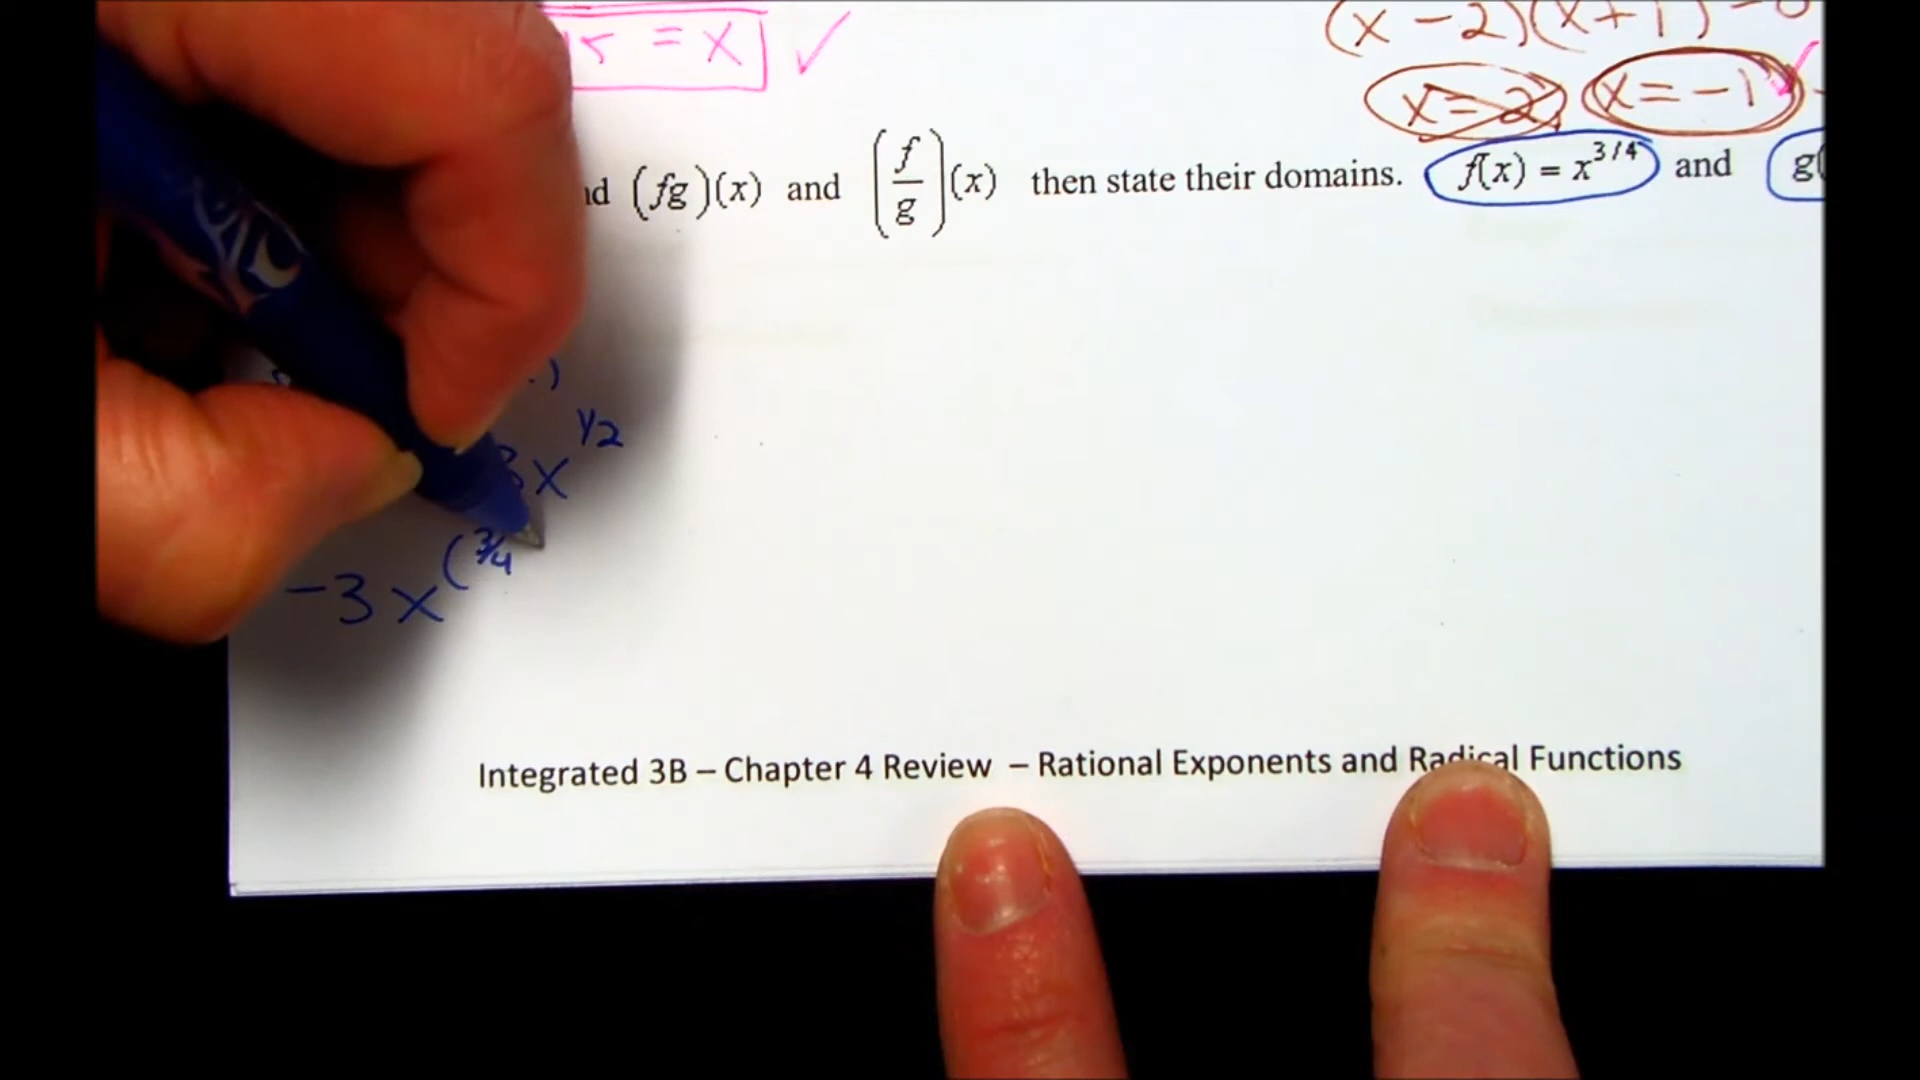 (x - 2)(x + 1)
= x ✓
x = 2 x = -1 ✓
(fg)(x) and (f/g)(x) then state their domains. f(x) = x^3/4 and g(
)
x^1/2
-3x^(3/4
Integrated 3B – Chapter 4 Review – Rational Exponents and Radical Functions